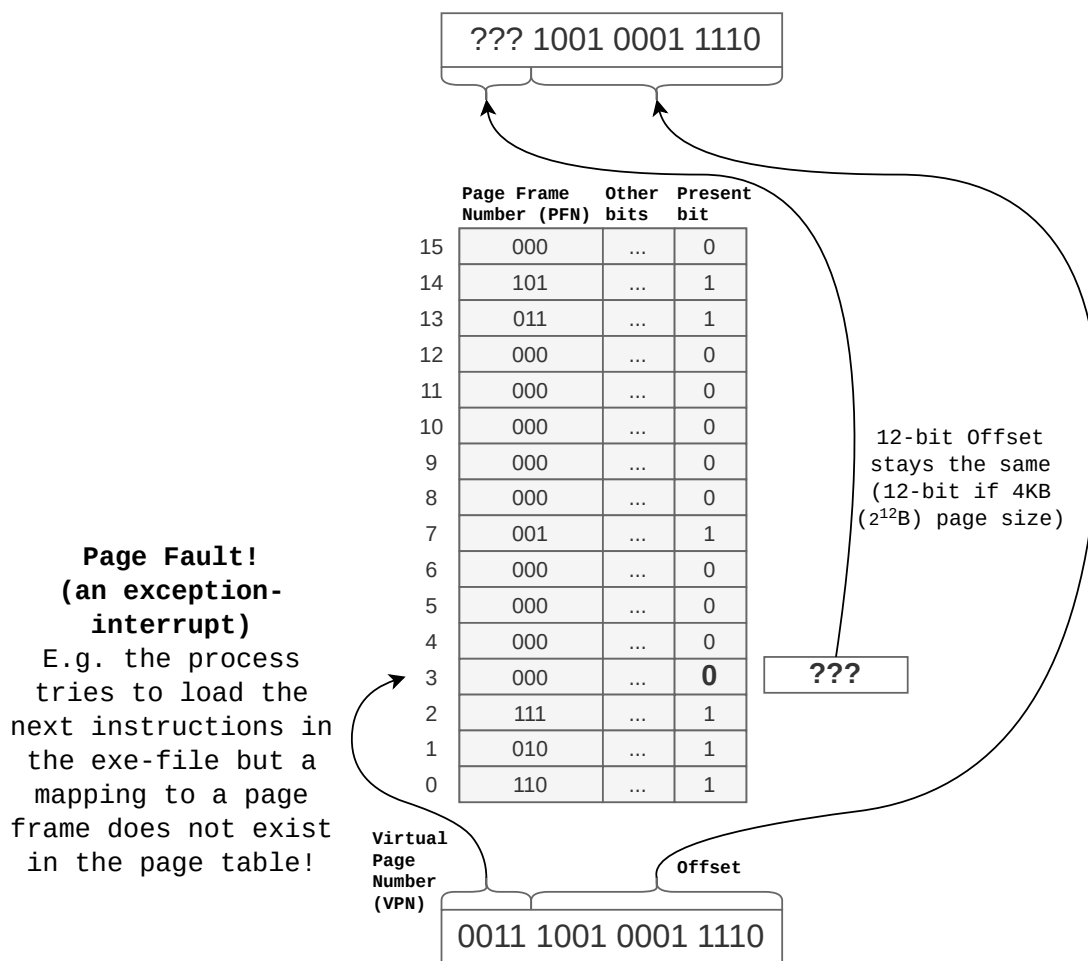 ??? 1001 0001 1110
Page Frame Number (PFN) Other bits Present bit
15 000 ... 0
14 101 ... 1
13 011 ... 1
12 000 ... 0
11 000 ... 0
10 000 ... 0
9 000 ... 0
8 000 ... 0
7 001 ... 1
6 000 ... 0
5 000 ... 0
4 000 ... 0
3 000 ... 0 ???
2 111 ... 1
1 010 ... 1
0 110 ... 1
12-bit Offset
stays the same
(12-bit if 4KB
(2¹²B) page size)
Page Fault!
(an exception-
interrupt)
E.g. the process
tries to load the
next instructions in
the exe-file but a
mapping to a page
frame does not exist
in the page table!
Virtual
Page
Number
(VPN)
Offset
0011 1001 0001 1110